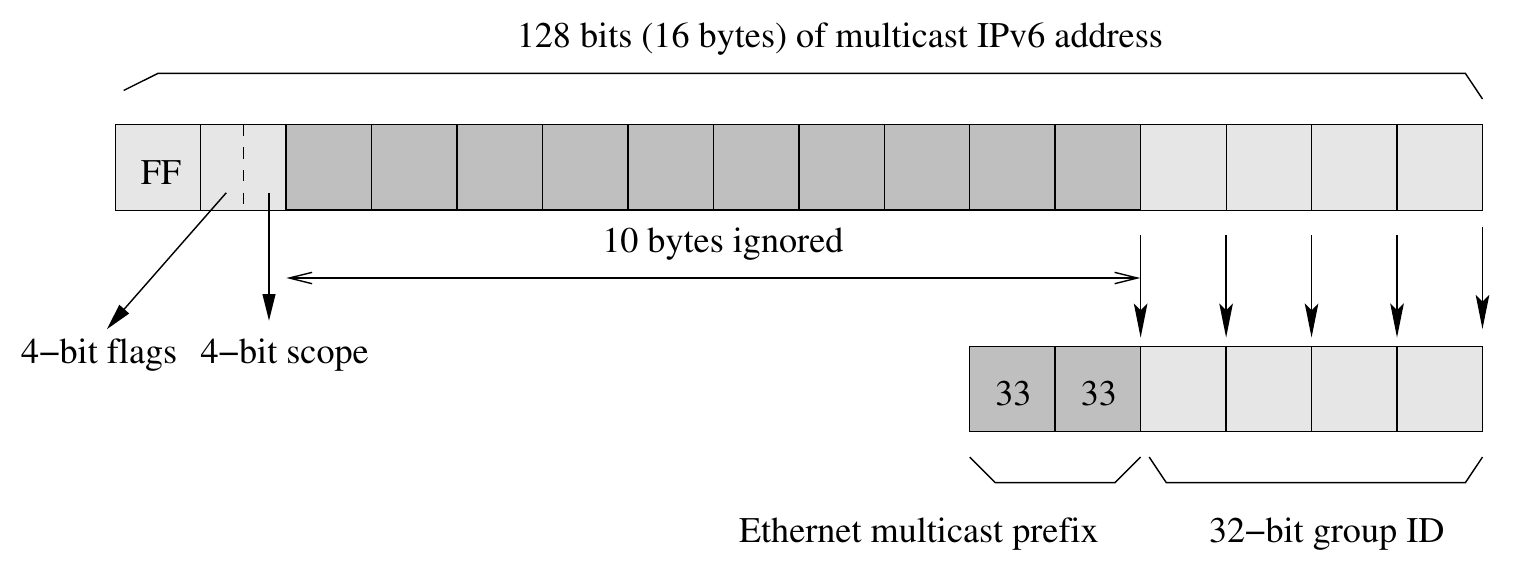 128 bits (16 bytes) of multicast IPv6 address
FF
10 bytes ignored
4−bit flags 4−bit scope
33 33
Ethernet multicast prefix 32−bit group ID